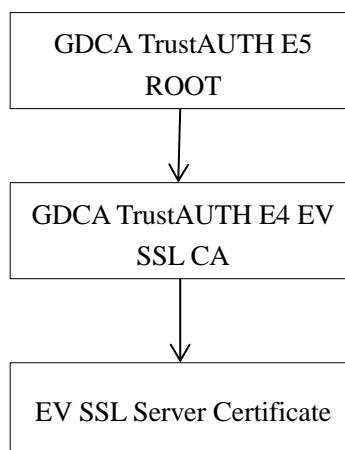 GDCA TrustAUTH E5
ROOT
GDCA TrustAUTH E4 EV
SSL CA
EV SSL Server Certificate